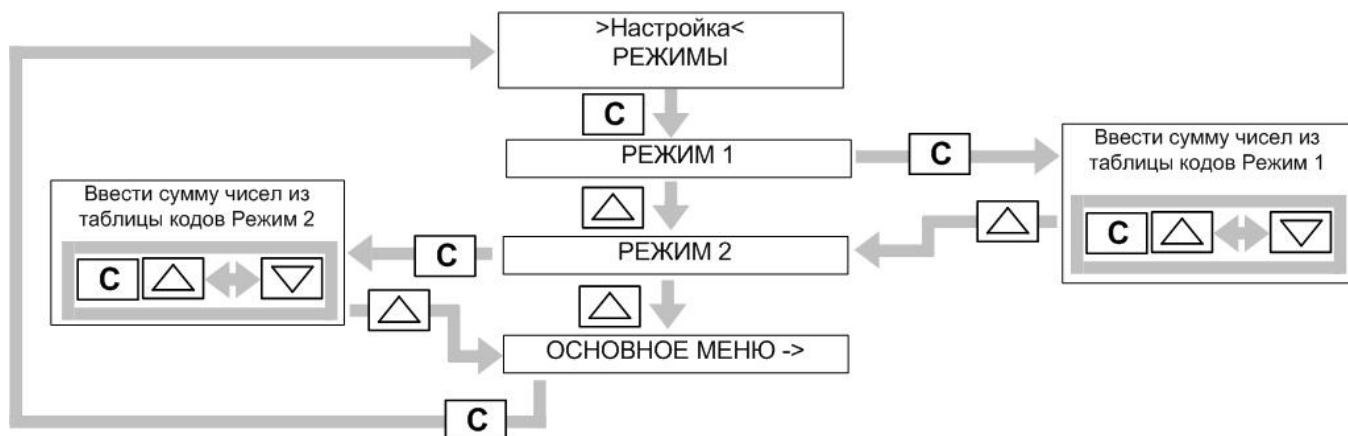 >Настройка<
РЕЖИМЫ
C
РЕЖИМ 1
C
Ввести сумму чисел из
таблицы кодов Режим 1
C
Ввести сумму чисел из
таблицы кодов Режим 2
C
C
РЕЖИМ 2
ОСНОВНОЕ МЕНЮ ->
C